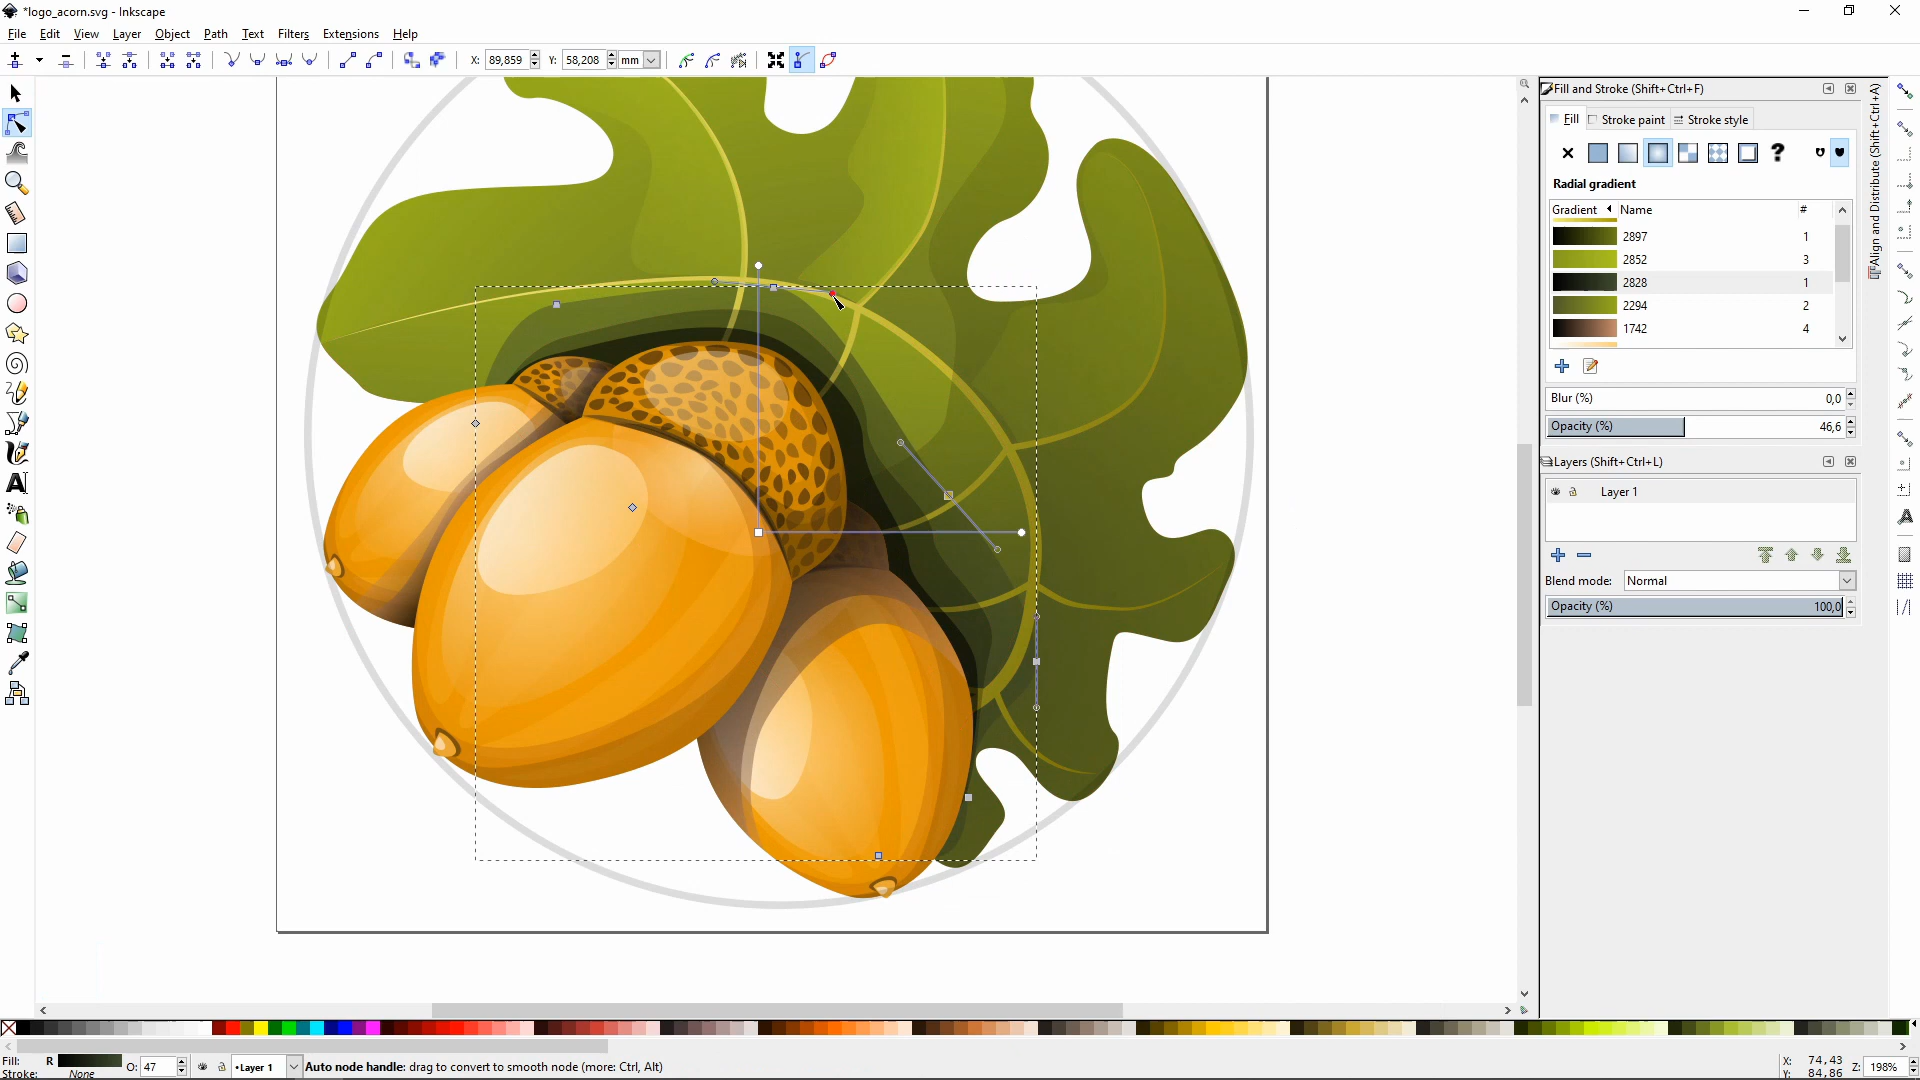 *logo_acorn.svg - Inkscape
File Edit View Layer Object Path Text Filters Extensions Help
X: 89,859 Y: 58,208 mm
Fill and Stroke (Shift+Ctrl+F)
Fill Stroke paint Stroke style
Radial gradient
Gradient Name #
2897 1
2852 3
2828 1
2294 2
1742 4
Blur (%) 0,0
Opacity (%) 46,6
Layers (Shift+Ctrl+L)
Layer 1
Blend mode: Normal
Opacity (%) 100,0
Align and Distribute (Shift+Ctrl+A)
Fill: R O: 47 •Layer 1 Auto node handle: drag to convert to smooth node (more: Ctrl, Alt) X: 74,43 Z: 198%
Stroke: None Y: 84,86